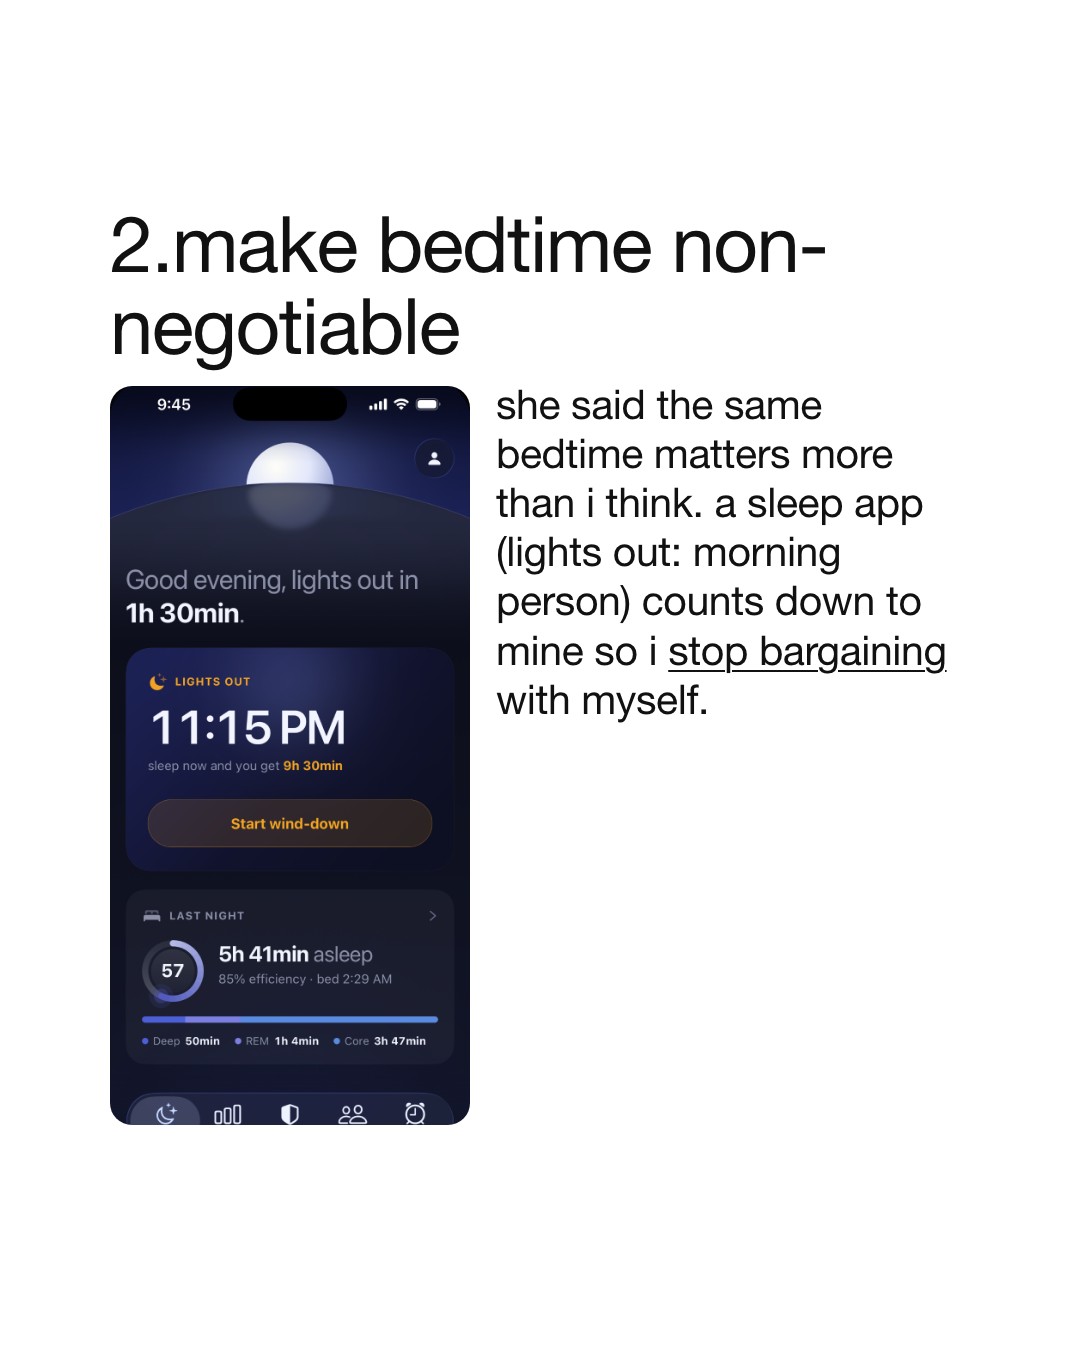 2.make bedtime non-
negotiable
9:45
Good evening, lights out in
1h 30min.
LIGHTS OUT
11:15 PM
sleep now and you get 9h 30min
Start wind-down
LAST NIGHT
57
5h 41min asleep
85% efficiency · bed 2:29 AM
Deep 50min REM 1h 4min Core 3h 47min
she said the same
bedtime matters more
than i think. a sleep app
(lights out: morning
person) counts down to
mine so i stop bargaining
with myself.